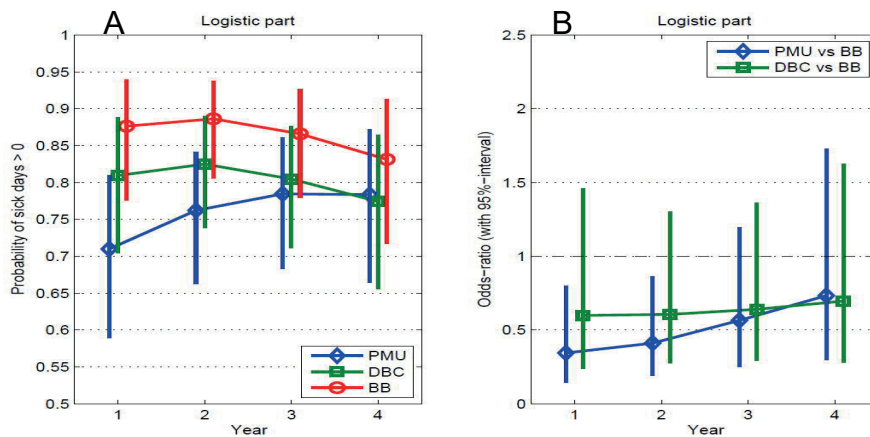 A
Logistic part
1
0.95
0.9
0.85
0.8
0.75
0.7
0.65
0.6
0.55
0.5
Probability of sick days > 0
PMU
DBC
BB
1 2 3 4
Year
B
Logistic part
PMU vs BB
DBC vs BB
2.5
2
1.5
1
0.5
0
Odds-ratio (with 95%-interval)
1 2 3 4
Year